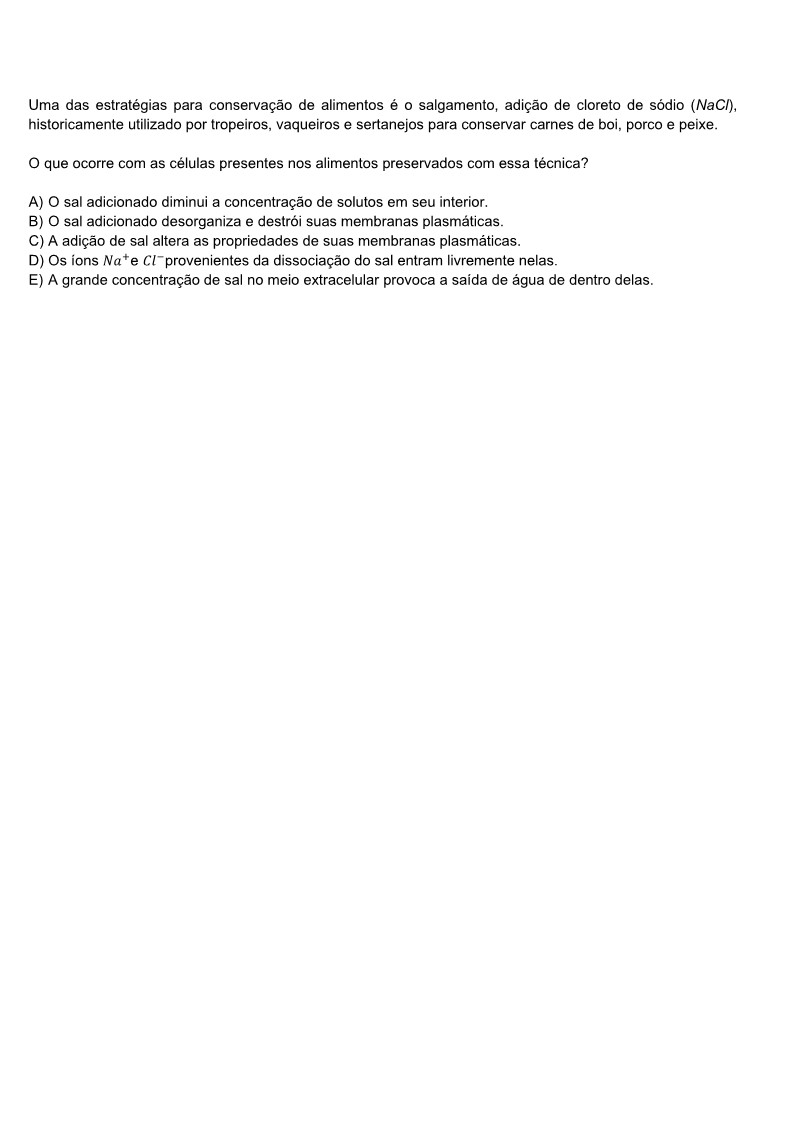 Uma das estratégias para conservação de alimentos é o salgamento, adição de cloreto de sódio (NaCl),
historicamente utilizado por tropeiros, vaqueiros e sertanejos para conservar carnes de boi, porco e peixe.
O que ocorre com as células presentes nos alimentos preservados com essa técnica?
A) O sal adicionado diminui a concentração de solutos em seu interior.
B) O sal adicionado desorganiza e destrói suas membranas plasmáticas.
C) A adição de sal altera as propriedades de suas membranas plasmáticas.
D) Os íons Na⁺e Cl⁻provenientes da dissociação do sal entram livremente nelas.
E) A grande concentração de sal no meio extracelular provoca a saída de água de dentro delas.